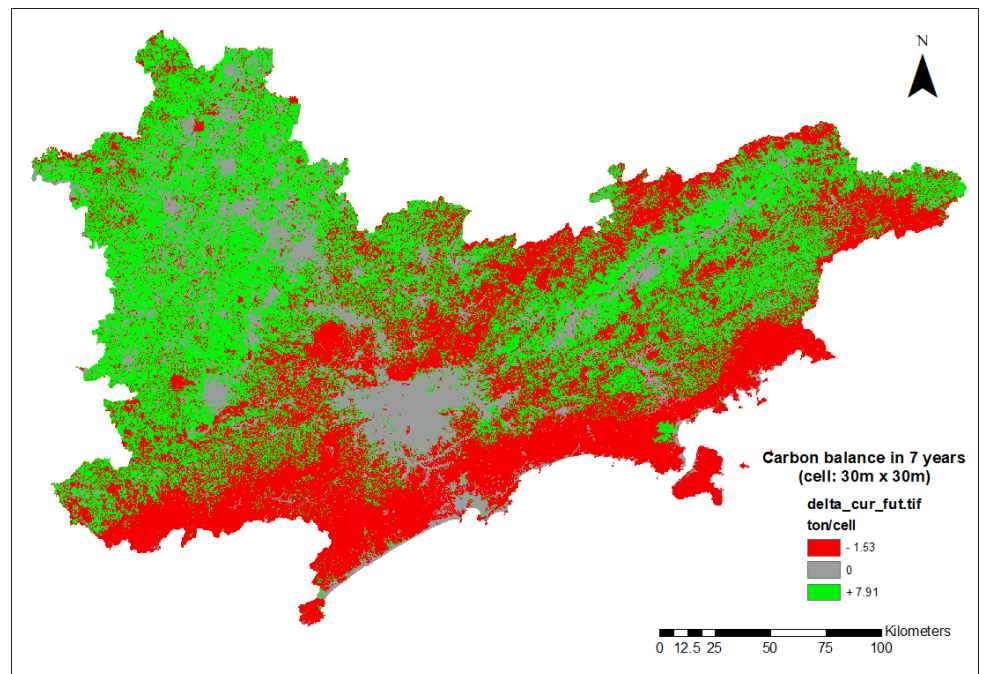 N
Carbon balance in 7 years
(cell: 30m x 30m)
delta_cur_fut.tif
ton/cell
- 1.53
0
+ 7.91
Kilometers
0 12.5 25 50 75 100